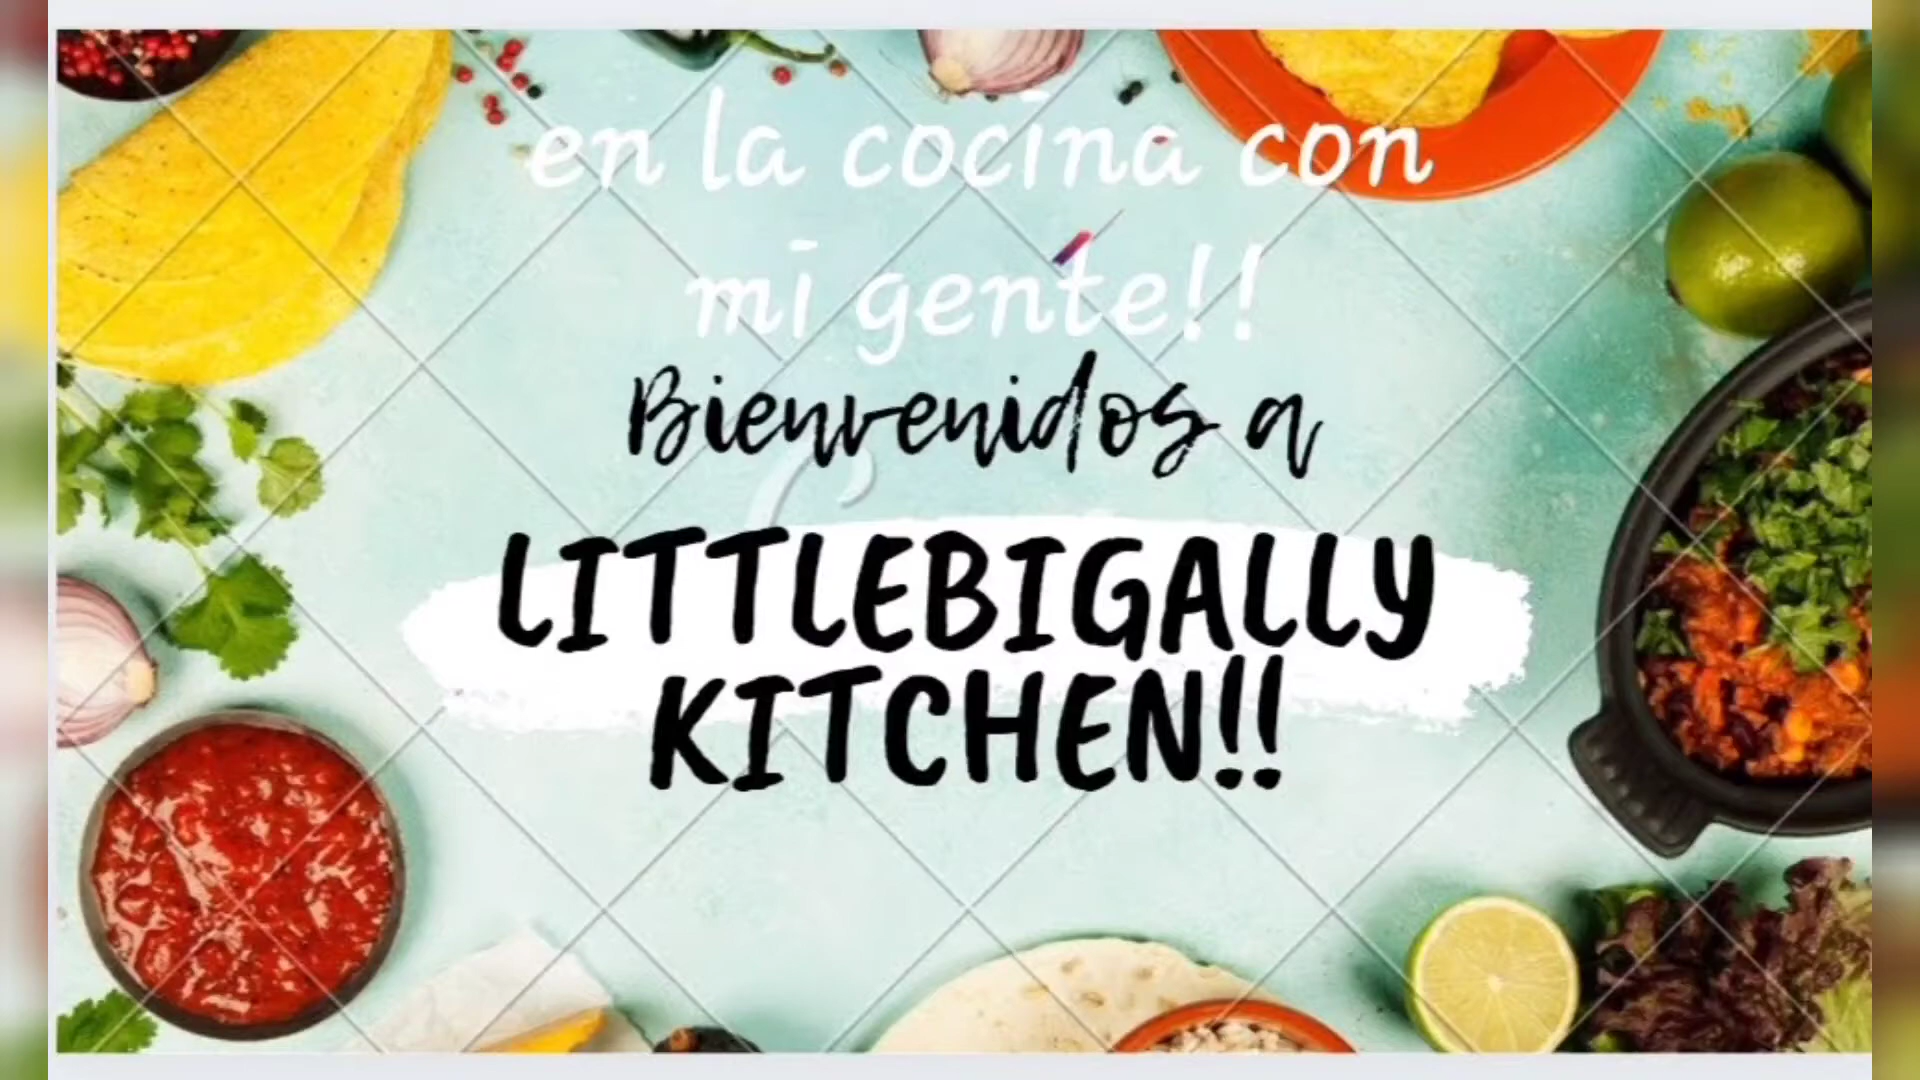 en la cocina con
mi gente!!
Bienvenidos a
LITTLEBIGALLY
KITCHEN!!